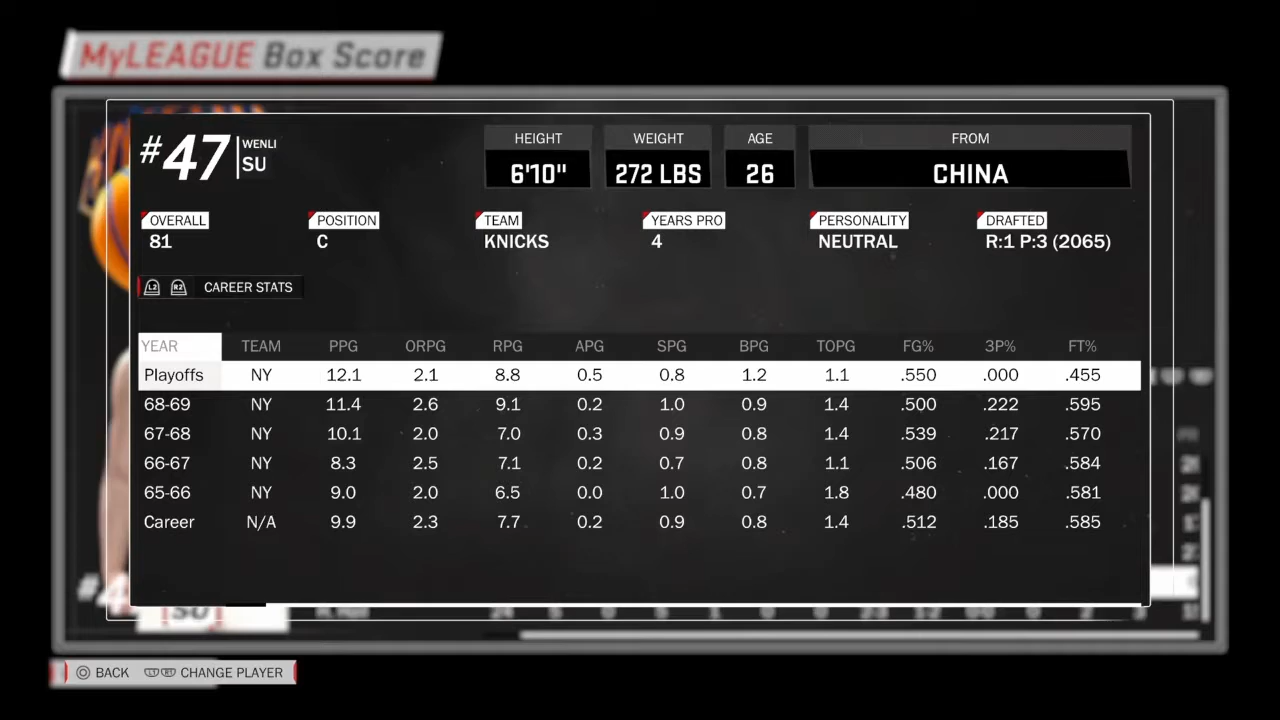 MyLEAGUE Box Score
#47 WENLI SU
HEIGHT WEIGHT AGE FROM
6'10" 272 LBS 26 CHINA
OVERALL POSITION TEAM YEARS PRO PERSONALITY DRAFTED
81 C KNICKS 4 NEUTRAL R:1 P:3 (2065)
L2 R2 CAREER STATS
YEAR TEAM PPG ORPG RPG APG SPG BPG TOPG FG% 3P% FT%
Playoffs NY 12.1 2.1 8.8 0.5 0.8 1.2 1.1 .550 .000 .455
68-69 NY 11.4 2.6 9.1 0.2 1.0 0.9 1.4 .500 .222 .595
67-68 NY 10.1 2.0 7.0 0.3 0.9 0.8 1.4 .539 .217 .570
66-67 NY 8.3 2.5 7.1 0.2 0.7 0.8 1.1 .506 .167 .584
65-66 NY 9.0 2.0 6.5 0.0 1.0 0.7 1.8 .480 .000 .581
Career N/A 9.9 2.3 7.7 0.2 0.9 0.8 1.4 .512 .185 .585
SU
BACK L1 R1 CHANGE PLAYER